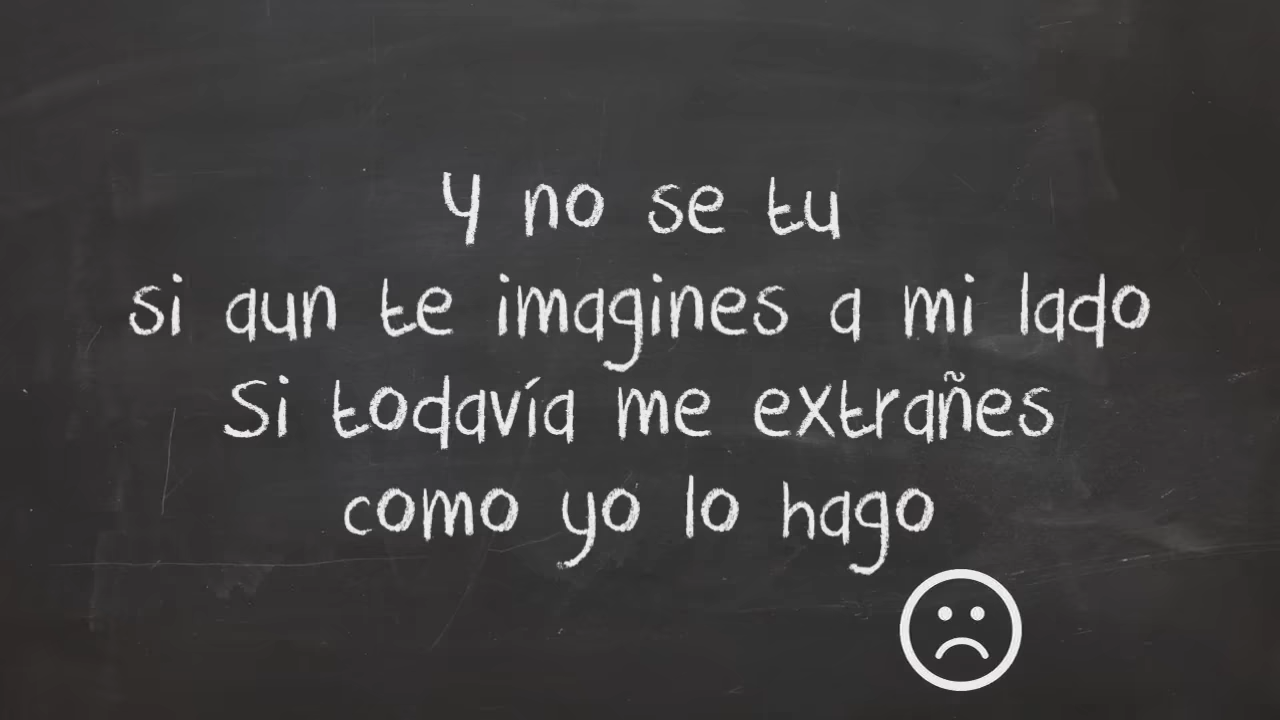 Y no se tu
si aun te imagines a mi lado
Si todavía me extrañes
como yo lo hago